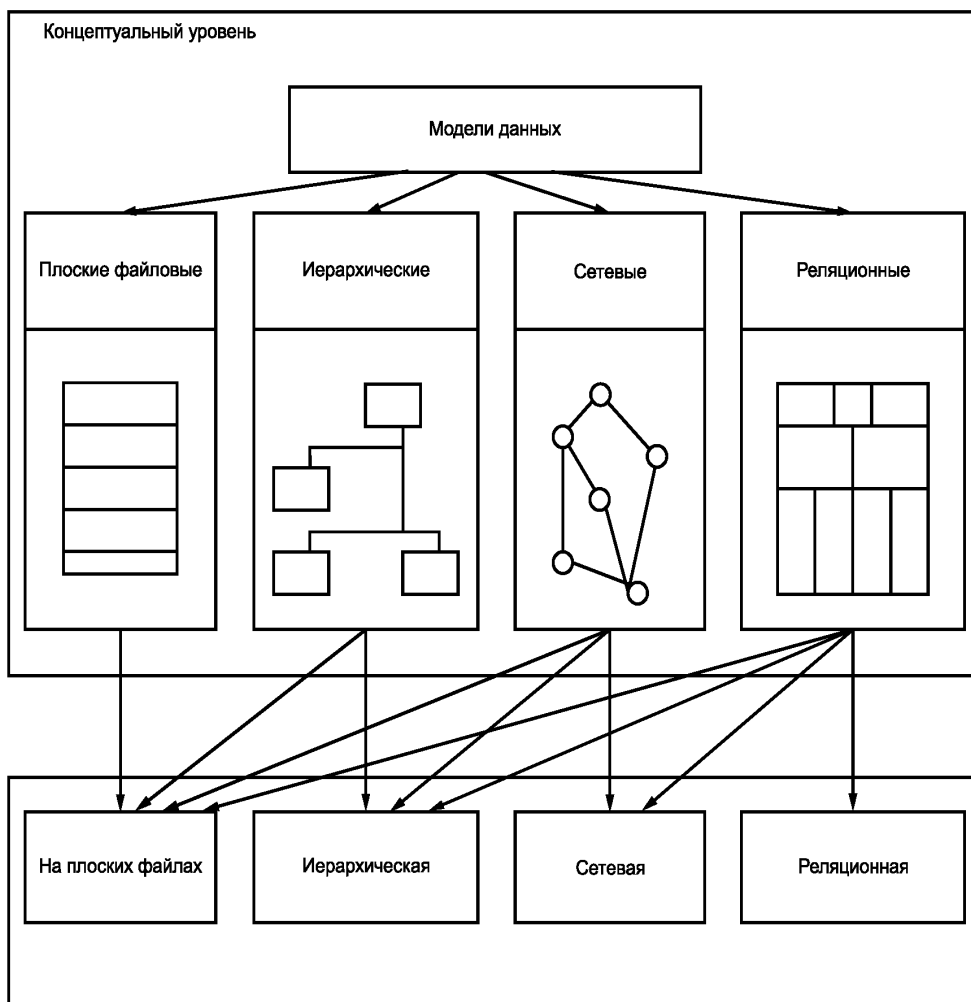 Концептуальный уровень
Модели данных
Плоские файловые
Иерархические
Сетевые
Реляционные
На плоских файлах
Иерархическая
Сетевая
Реляционная